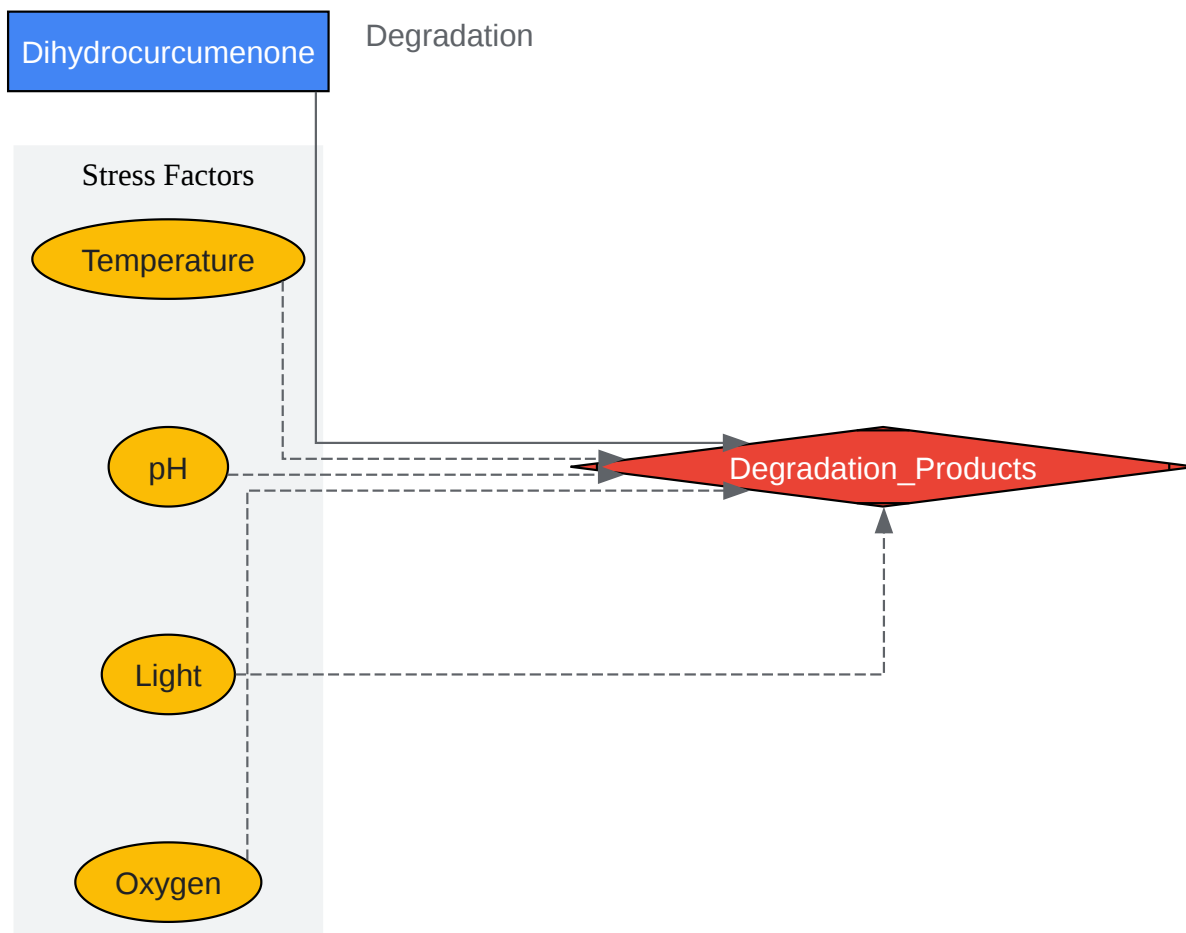 Dihydrocurcumenone
Degradation
Stress Factors
Temperature
pH
Degradation_Products
Light
Oxygen